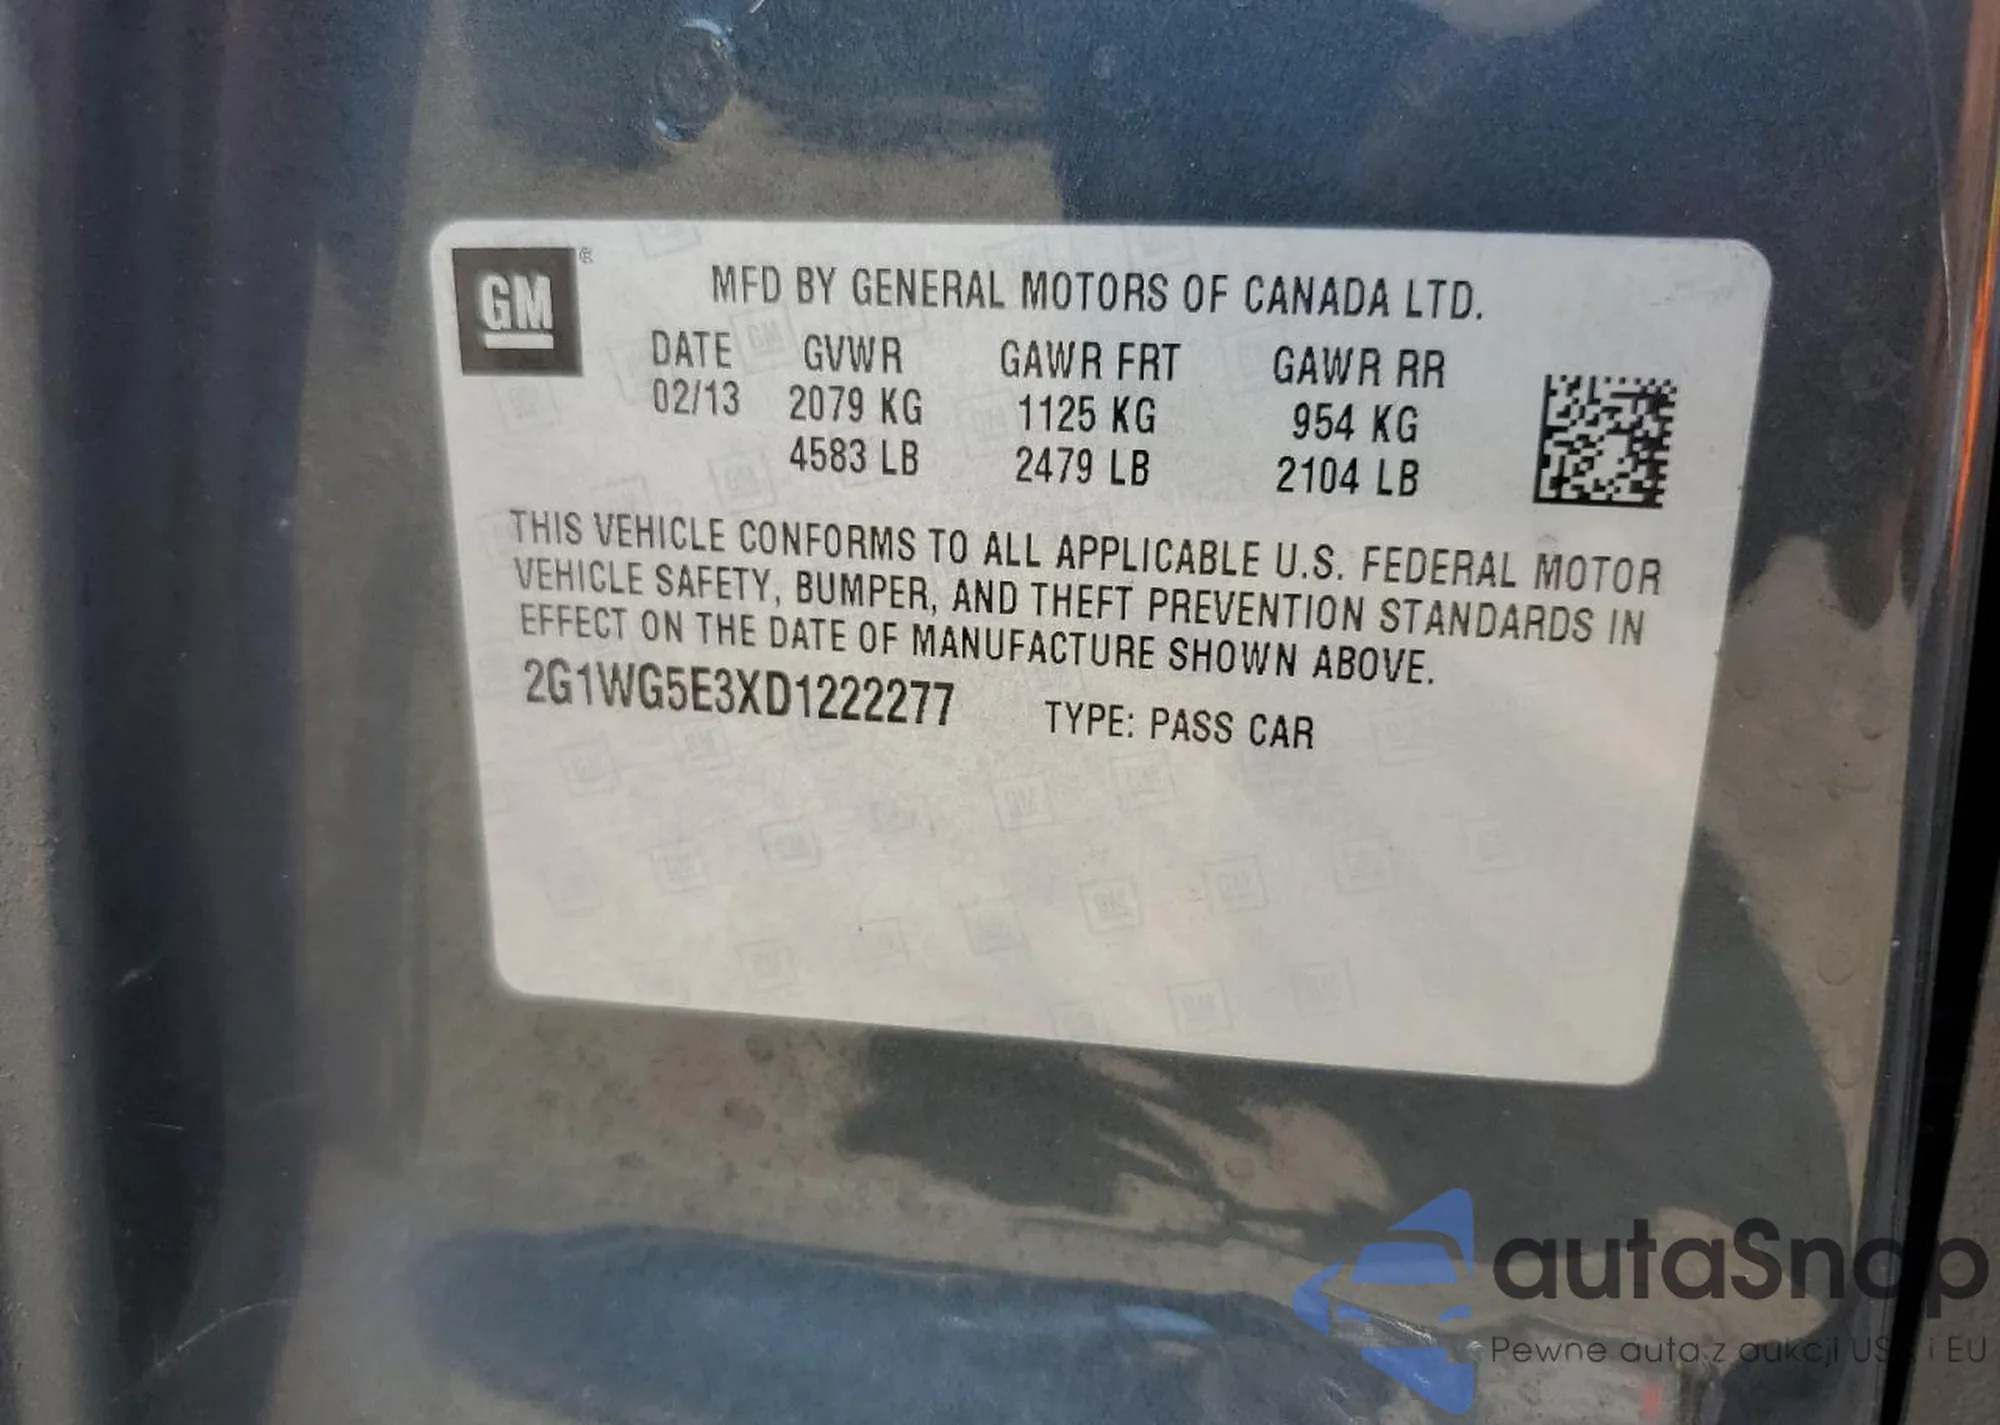 GM®
MFD BY GENERAL MOTORS OF CANADA LTD.
DATE GVWR GAWR FRT GAWR RR
02/13 2079 KG 1125 KG 954 KG
4583 LB 2479 LB 2104 LB
THIS VEHICLE CONFORMS TO ALL APPLICABLE U.S. FEDERAL MOTOR
VEHICLE SAFETY, BUMPER, AND THEFT PREVENTION STANDARDS IN
EFFECT ON THE DATE OF MANUFACTURE SHOWN ABOVE.
2G1WG5E3XD1222277 TYPE: PASS CAR
autaSnap
Pewne auta z aukcji USA i EU